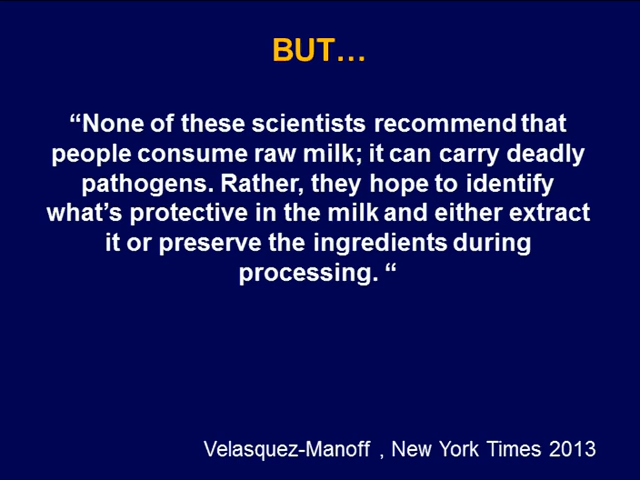 BUT…
“None of these scientists recommend that
people consume raw milk; it can carry deadly
pathogens. Rather, they hope to identify
what’s protective in the milk and either extract
it or preserve the ingredients during
processing. “
Velasquez-Manoff , New York Times 2013